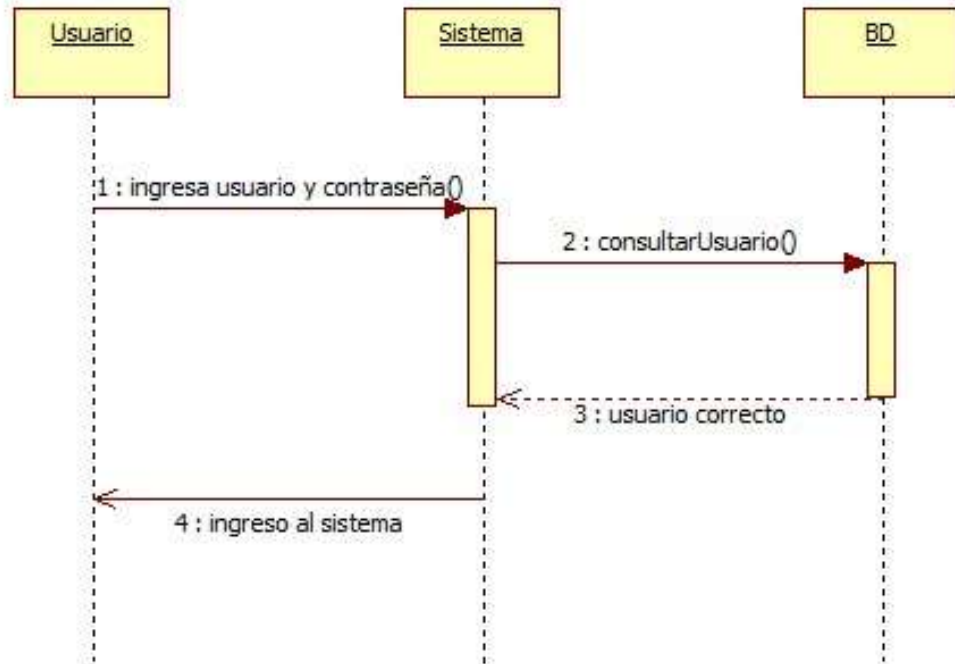 Usuario
Sistema
BD
1 : ingresa usuario y contraseña()
2 : consultarUsuario()
3 : usuario correcto
4 : ingreso al sistema